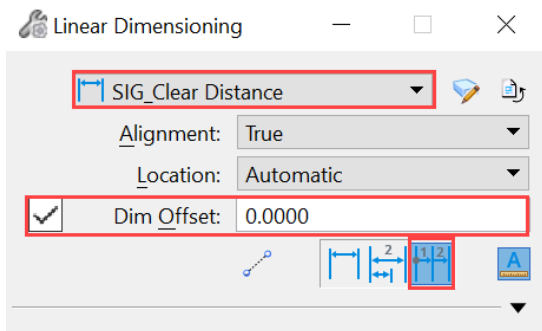 Linear Dimensioning
SIG_Clear Distance
Alignment: True
Location: Automatic
Dim Offset: 0.0000
2 1 2 A